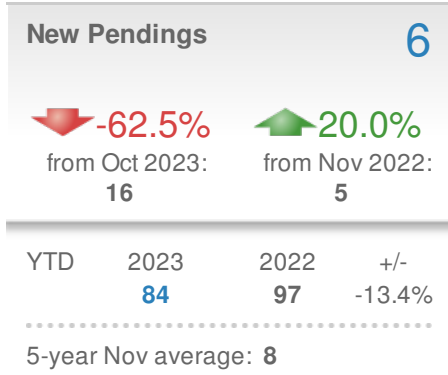 New Pendings 6
-62.5% 20.0%
from Oct 2023: from Nov 2022:
16 5
YTD 2023 2022 +/-
84 97 -13.4%
5-year Nov average: 8